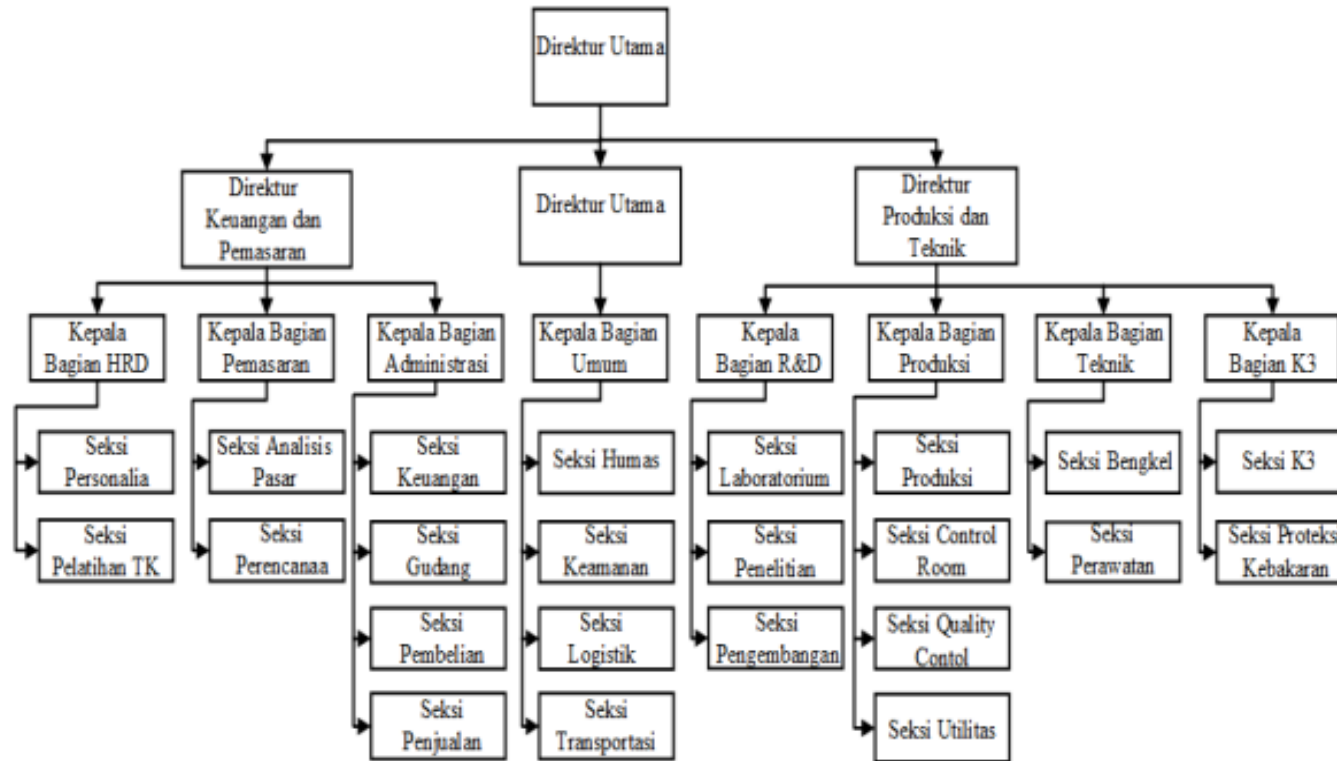 Direktur Utama
Direktur
Keuangan dan
Pemasaran
Direktur Utama
Direktur
Produksi dan
Teknik
Kepala
Bagian HRD
Kepala Bagian
Pemasaran
Kepala Bagian
Administrasi
Kepala Bagian
Umum
Kepala
Bagian R&D
Kepala Bagian
Produksi
Kepala Bagian
Teknik
Kepala
Bagian K3
Seksi
Personalia
Seksi Analisis
Pasar
Seksi
Keuangan
Seksi Humas
Seksi
Laboratorium
Seksi
Produksi
Seksi Bengkel
Seksi K3
Seksi
Pelatihan TK
Seksi
Perencanaa
Seksi
Gudang
Seksi
Keamanan
Seksi
Penelitian
Seksi Control
Room
Seksi
Perawatan
Seksi Proteksi
Kebakaran
Seksi
Pembelian
Seksi
Logistik
Seksi
Pengembangan
Seksi Quality
Contol
Seksi
Penjualan
Seksi
Transportasi
Seksi Utilitas